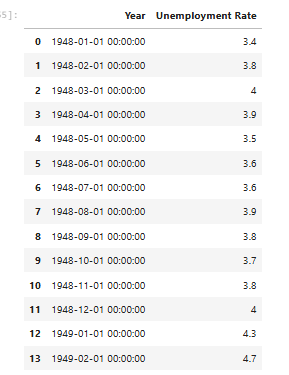 5]:
Year Unemployment Rate
0 1948-01-01 00:00:00 3.4
1 1948-02-01 00:00:00 3.8
2 1948-03-01 00:00:00 4
3 1948-04-01 00:00:00 3.9
4 1948-05-01 00:00:00 3.5
5 1948-06-01 00:00:00 3.6
6 1948-07-01 00:00:00 3.6
7 1948-08-01 00:00:00 3.9
8 1948-09-01 00:00:00 3.8
9 1948-10-01 00:00:00 3.7
10 1948-11-01 00:00:00 3.8
11 1948-12-01 00:00:00 4
12 1949-01-01 00:00:00 4.3
13 1949-02-01 00:00:00 4.7